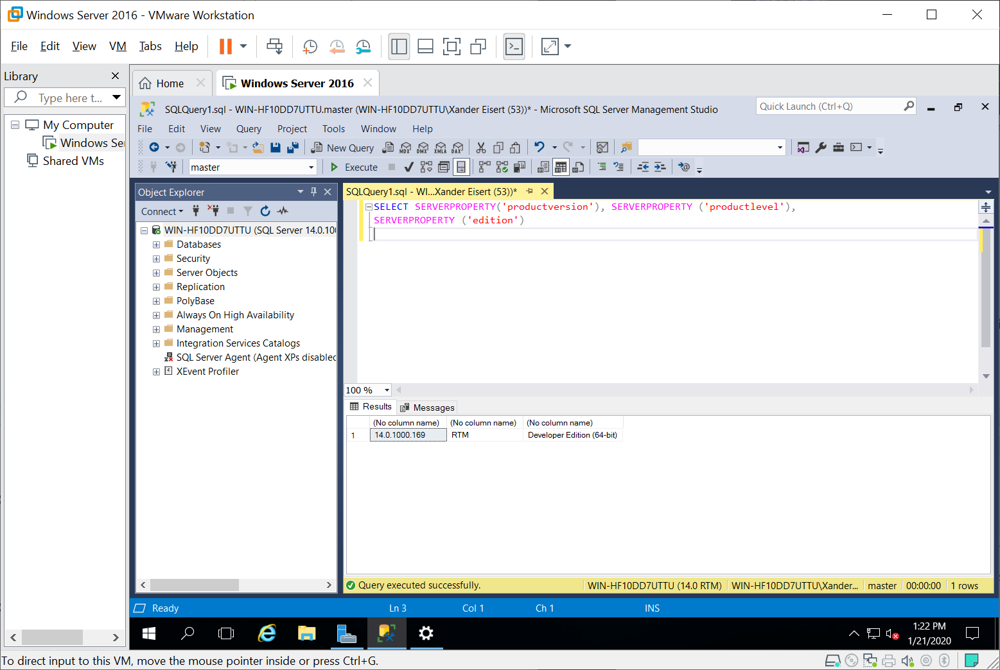 Windows Server 2016 - VMware Workstation
File Edit View VM Tabs Help
Library
Type here t...
My Computer
Windows Ser
Shared VMs
Home
Windows Server 2016
SQLQuery1.sql - WIN-HF10DD7UTTU.master (WIN-HF10DD7UTTU\Xander Eisert (53))* - Microsoft SQL Server Management Studio
Quick Launch (Ctrl+Q)
File Edit View Query Project Tools Window Help
New Query
MDX DMX XMLA DAX
master
Execute
Object Explorer
Connect
WIN-HF10DD7UTTU (SQL Server 14.0.10
Databases
Security
Server Objects
Replication
PolyBase
Always On High Availability
Management
Integration Services Catalogs
SQL Server Agent (Agent XPs disabled
XEvent Profiler
SQLQuery1.sql - WI...Xander Eisert (53))*
SELECT SERVERPROPERTY('productversion'), SERVERPROPERTY ('productlevel'),
SERVERPROPERTY ('edition')
100 %
Results Messages
(No column name) (No column name) (No column name)
1 14.0.1000.169 RTM Developer Edition (64-bit)
Query executed successfully.
WIN-HF10DD7UTTU (14.0 RTM) WIN-HF10DD7UTTU\Xander... master 00:00:00 1 rows
Ready Ln 3 Col 1 Ch 1 INS
1:22 PM
1/21/2020
To direct input to this VM, move the mouse pointer inside or press Ctrl+G.